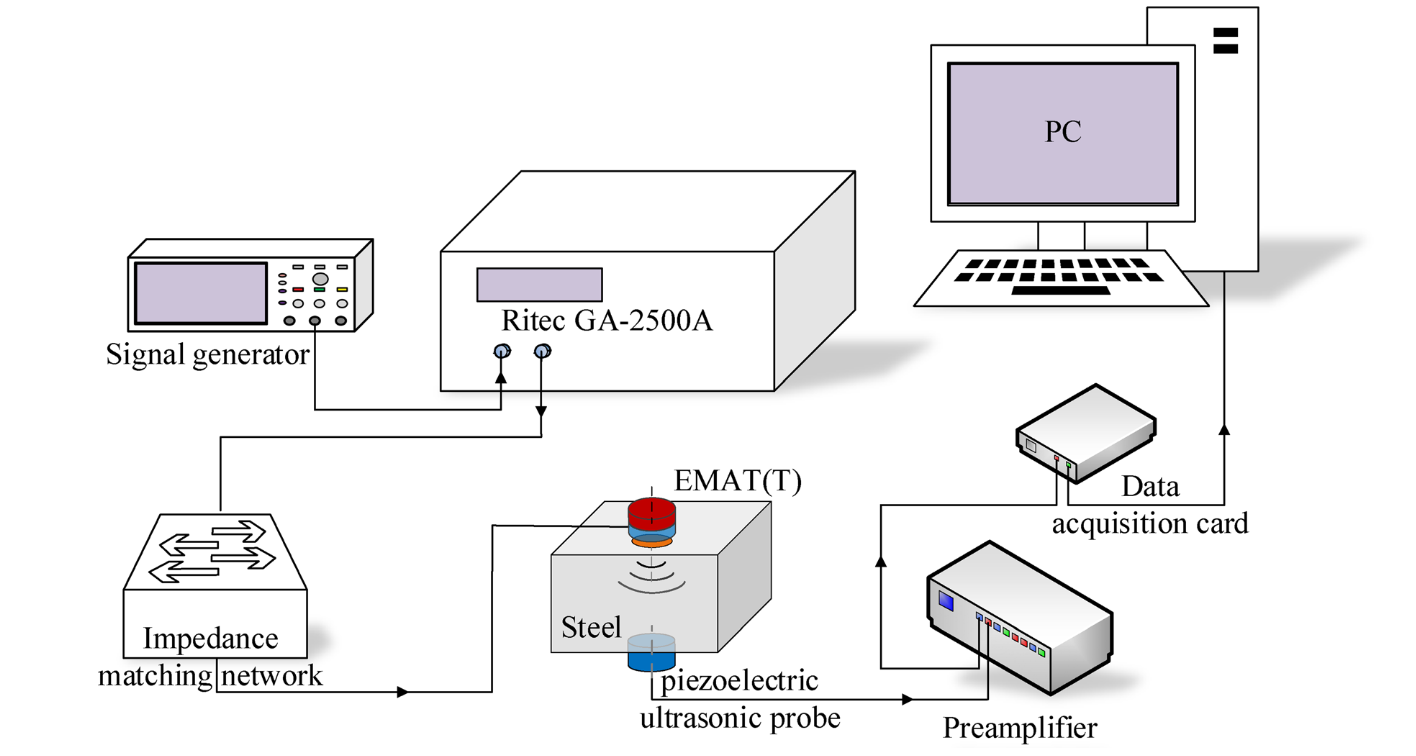 PC
Ritec GA-2500A
Signal generator
EMAT(T)
Data
acquisition card
Steel
Impedance
matching network
piezoelectric
ultrasonic probe
Preamplifier